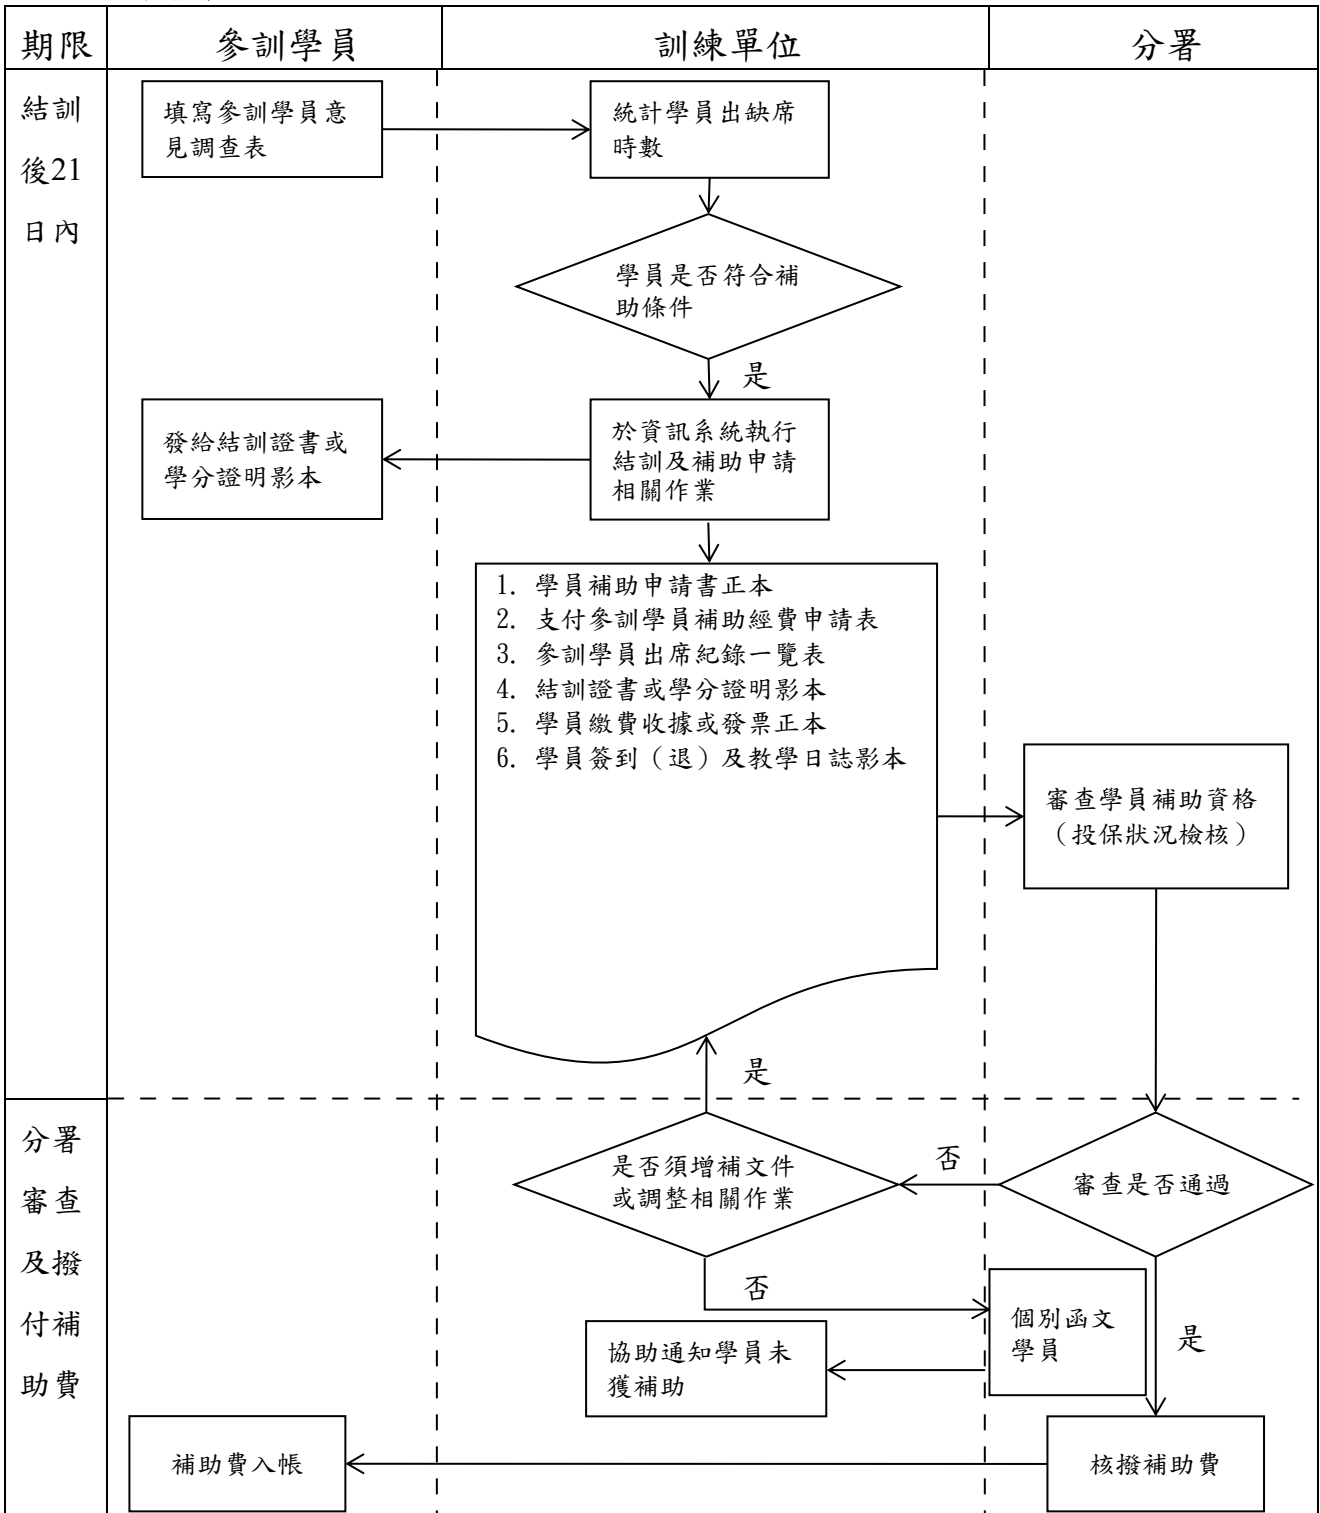 期限
參訓學員
訓練單位
分署
結訓
後21
日內
填寫參訓學員意
見調查表
統計學員出缺席
時數
學員是否符合補
助條件
是
發給結訓證書或
學分證明影本
於資訊系統執行
結訓及補助申請
相關作業
1. 學員補助申請書正本
2. 支付參訓學員補助經費申請表
3. 參訓學員出席紀錄一覽表
4. 結訓證書或學分證明影本
5. 學員繳費收據或發票正本
6. 學員簽到（退）及教學日誌影本
審查學員補助資格
（投保狀況檢核）
是
分署
審查
及撥
付補
助費
是否須增補文件
或調整相關作業
否
審查是否通過
否
個別函文
學員
是
協助通知學員未
獲補助
補助費入帳
核撥補助費